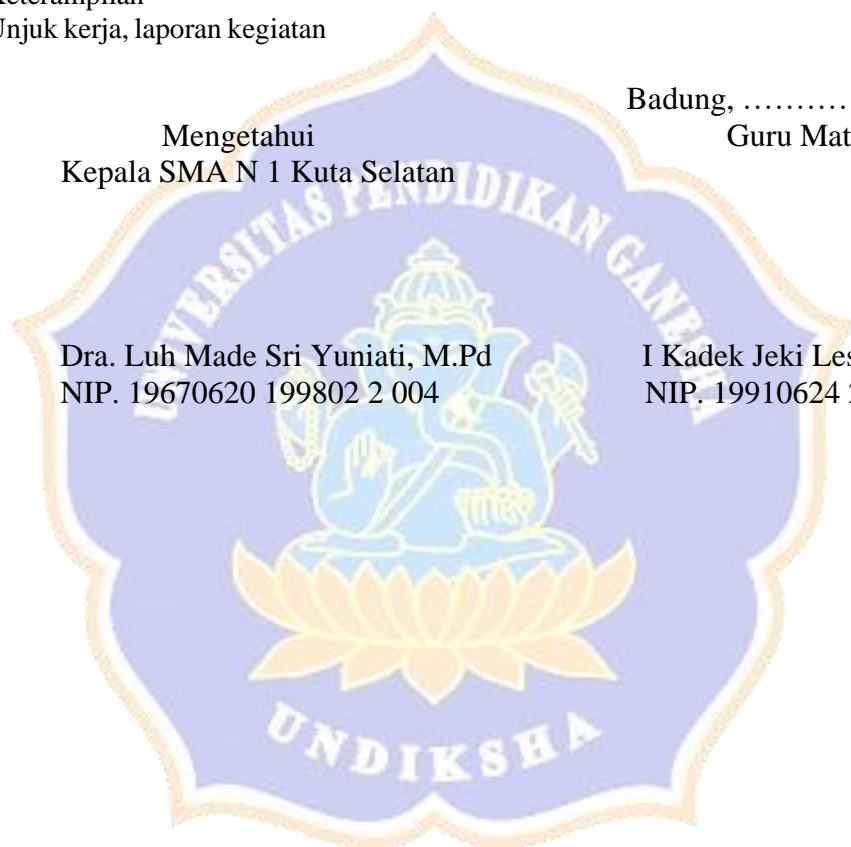 Keterampilan
Unjuk kerja, laporan kegiatan
Badung, ………
Mengetahui
Guru Mat
Kepala SMA N 1 Kuta Selatan
UNIVERSITAS PENDIDIKAN GANESHA
Dra. Luh Made Sri Yuniati, M.Pd
I Kadek Jeki Les
NIP. 19670620 199802 2 004
NIP. 19910624 2
UNDIKSHA